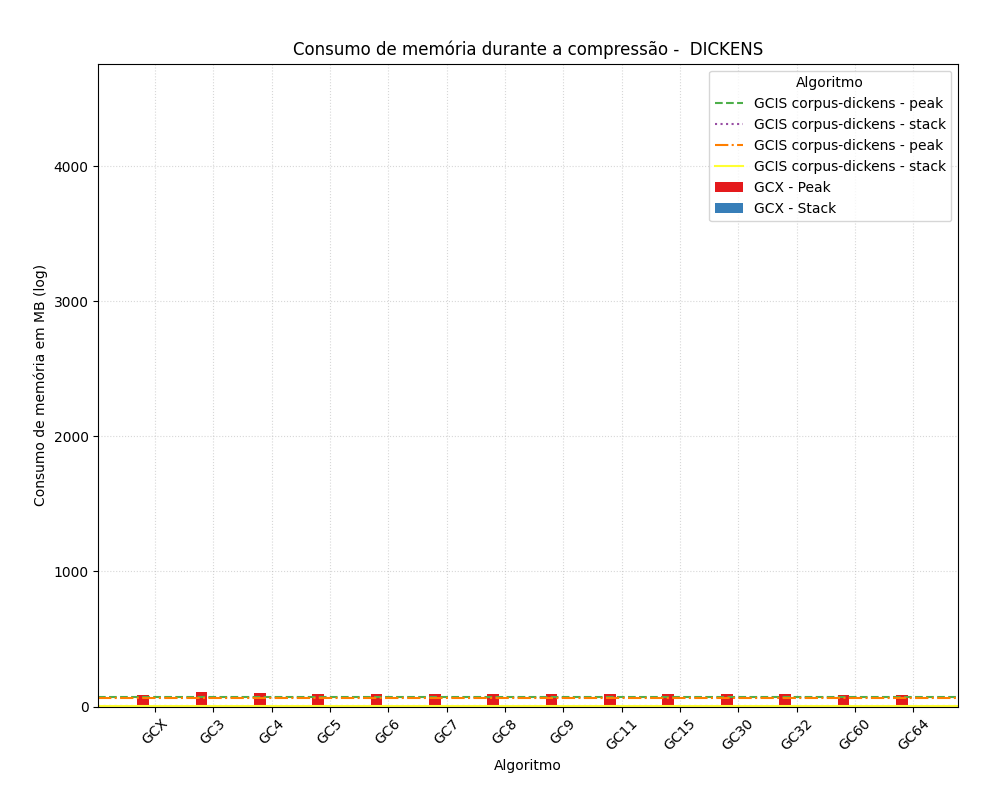 Consumo de memória durante a compressão -  DICKENS
Algoritmo
GCIS corpus-dickens - peak
GCIS corpus-dickens - stack
GCIS corpus-dickens - peak
GCIS corpus-dickens - stack
GCX - Peak
GCX - Stack
Consumo de memória em MB (log)
4000
3000
2000
1000
0
GCX GC3 GC4 GC5 GC6 GC7 GC8 GC9 GC11 GC15 GC30 GC32 GC60 GC64
Algoritmo